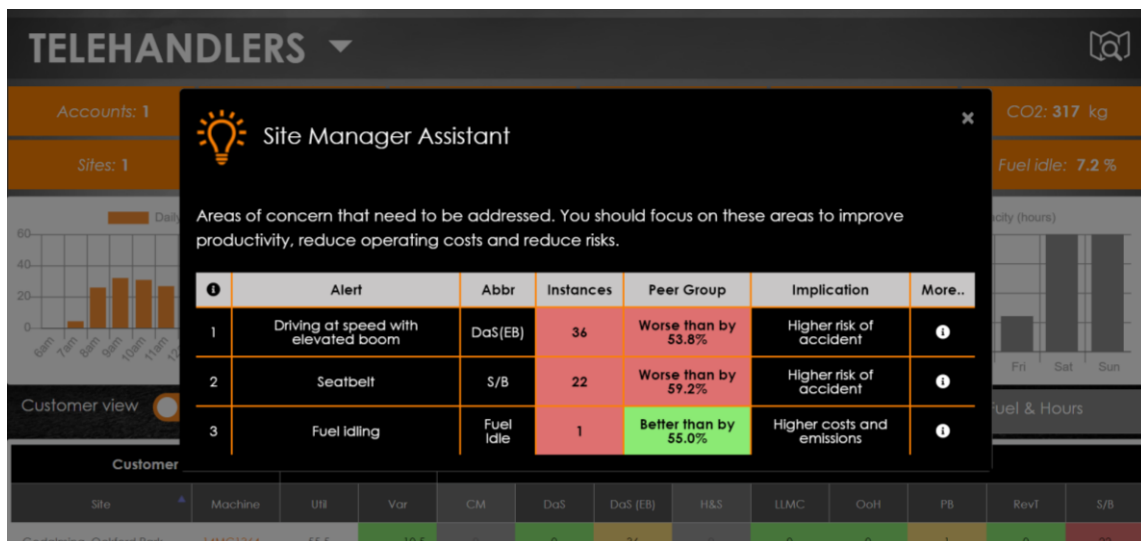 TELEHANDLERS
Accounts: 1
CO2: 317 kg
Sites: 1
Fuel idle: 7.2 %
Site Manager Assistant
×
Areas of concern that need to be addressed. You should focus on these areas to improve
productivity, reduce operating costs and reduce risks.
Alert Abbr Instances Peer Group Implication More..
1 Driving at speed with elevated boom DaS(EB) 36 Worse than by 53.8% Higher risk of accident
2 Seatbelt S/B 22 Worse than by 59.2% Higher risk of accident
3 Fuel idling Fuel Idle 1 Better than by 55.0% Higher costs and emissions
60
40
20
0
6am 7am 8am 9am 10am 11am
(hours)
Fri Sat Sun
Customer view
Fuel & Hours
Customer
Site Machine Util Var CM DaS DaS (EB) H&S LLMC OoH PB RevT S/B